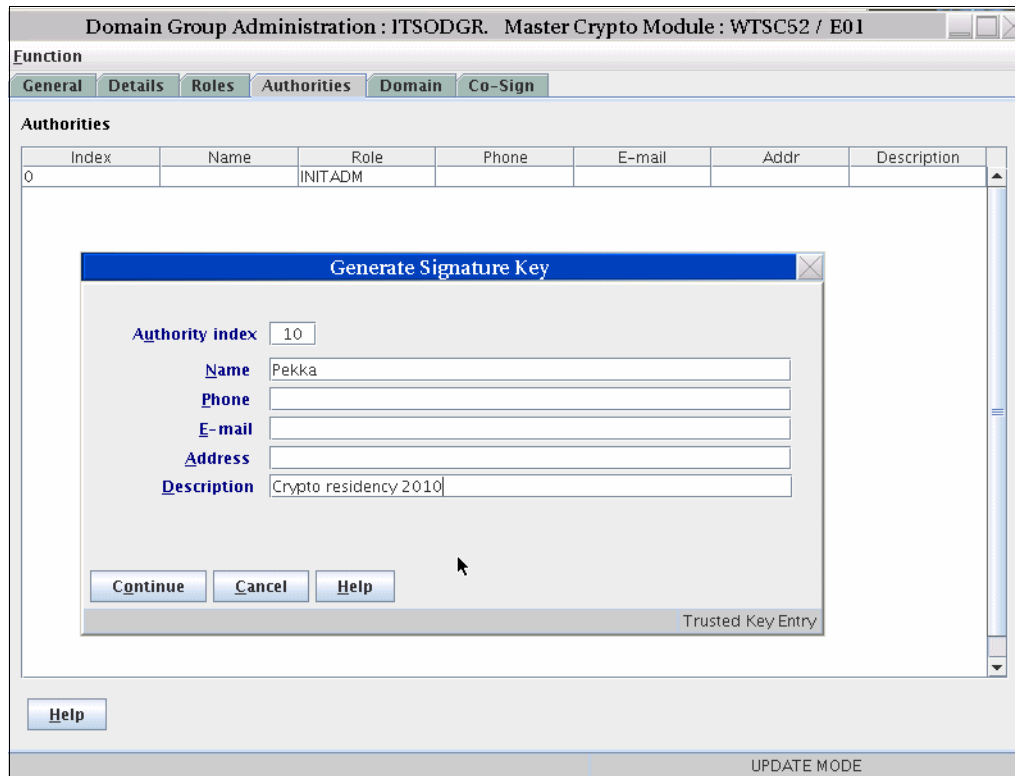 Domain Group Administration : ITSODGR. Master Crypto Module : WTSC52 / E01
Function
General Details Roles Authorities Domain Co-Sign
Authorities
Index Name Role Phone E-mail Addr Description
0 INITADM
Generate Signature Key
Authority index 10
Name Pekka
Phone
E-mail
Address
Description Crypto residency 2010
Continue Cancel Help
Trusted Key Entry
Help
UPDATE MODE